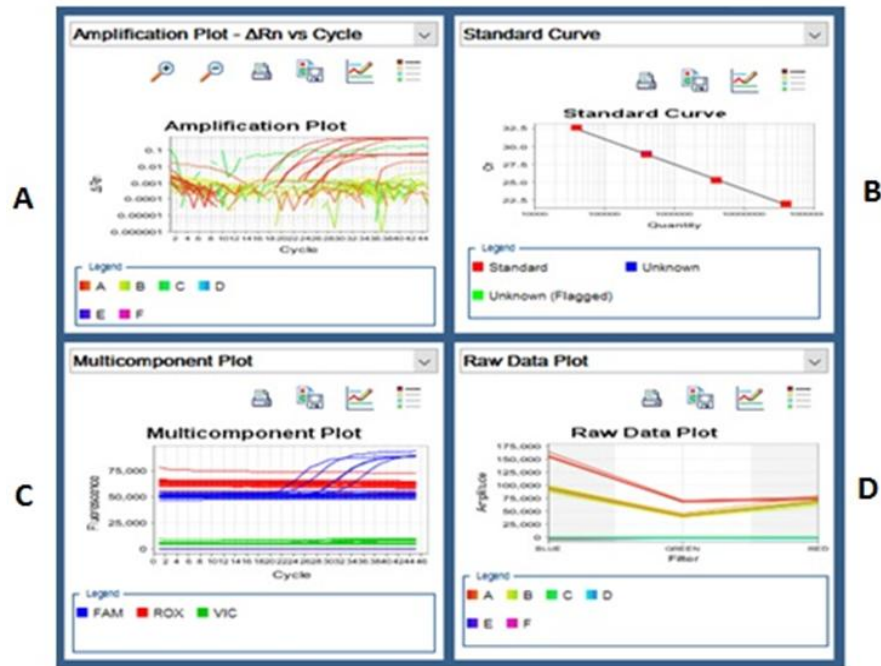 Amplification Plot - ΔRn vs Cycle
Amplification Plot
0.1
0.01
0.001
0.0001
0.00001
0.000001
ΔRn
2 4 6 8 10 12 14 16 18 20 22 24 26 28 30 32 34 36 38 40 42 44
Cycle
Legend
A B C D
E F
A
Standard Curve
Standard Curve
32.5
30.0
27.5
25.0
22.5
Quantity
Legend
Standard Unknown
Unknown (Flagged)
B
Multicomponent Plot
Multicomponent Plot
75,000
50,000
25,000
0
Fluorescence
0 2 4 6 8 10 12 14 16 18 20 22 24 26 28 30 32 34 36 38 40 42 44 46
Cycle
Legend
FAM ROX VIC
C
Raw Data Plot
Raw Data Plot
175,000
150,000
125,000
100,000
75,000
50,000
25,000
0
Amplitude
BLUE GREEN RED
Filter
Legend
A B C D
E F
D